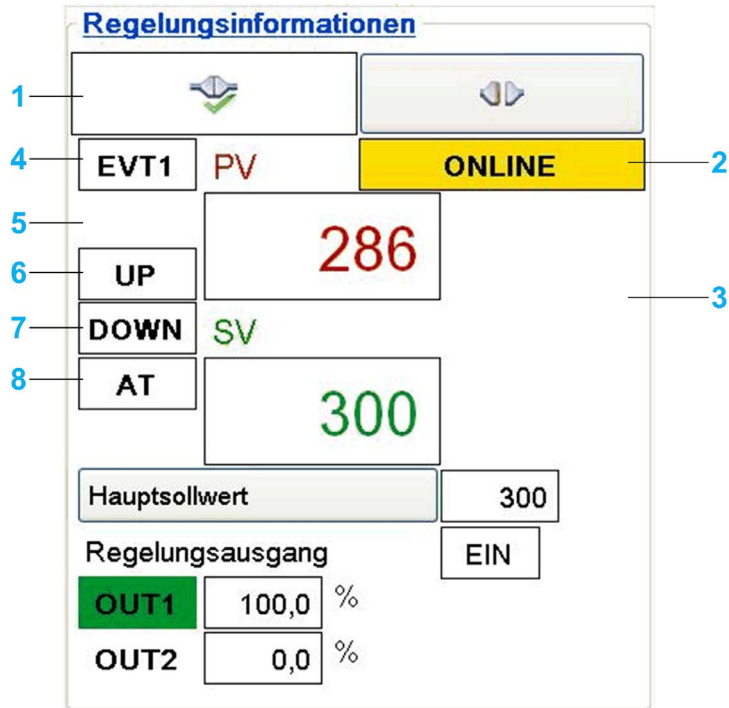 Regelungsinformationen
1
4 EVT1 PV ONLINE 2
5 286
6 UP
3
7 DOWN SV
8 AT
300
Hauptsollwert 300
Regelungsausgang EIN
OUT1 100,0 %
OUT2 0,0 %